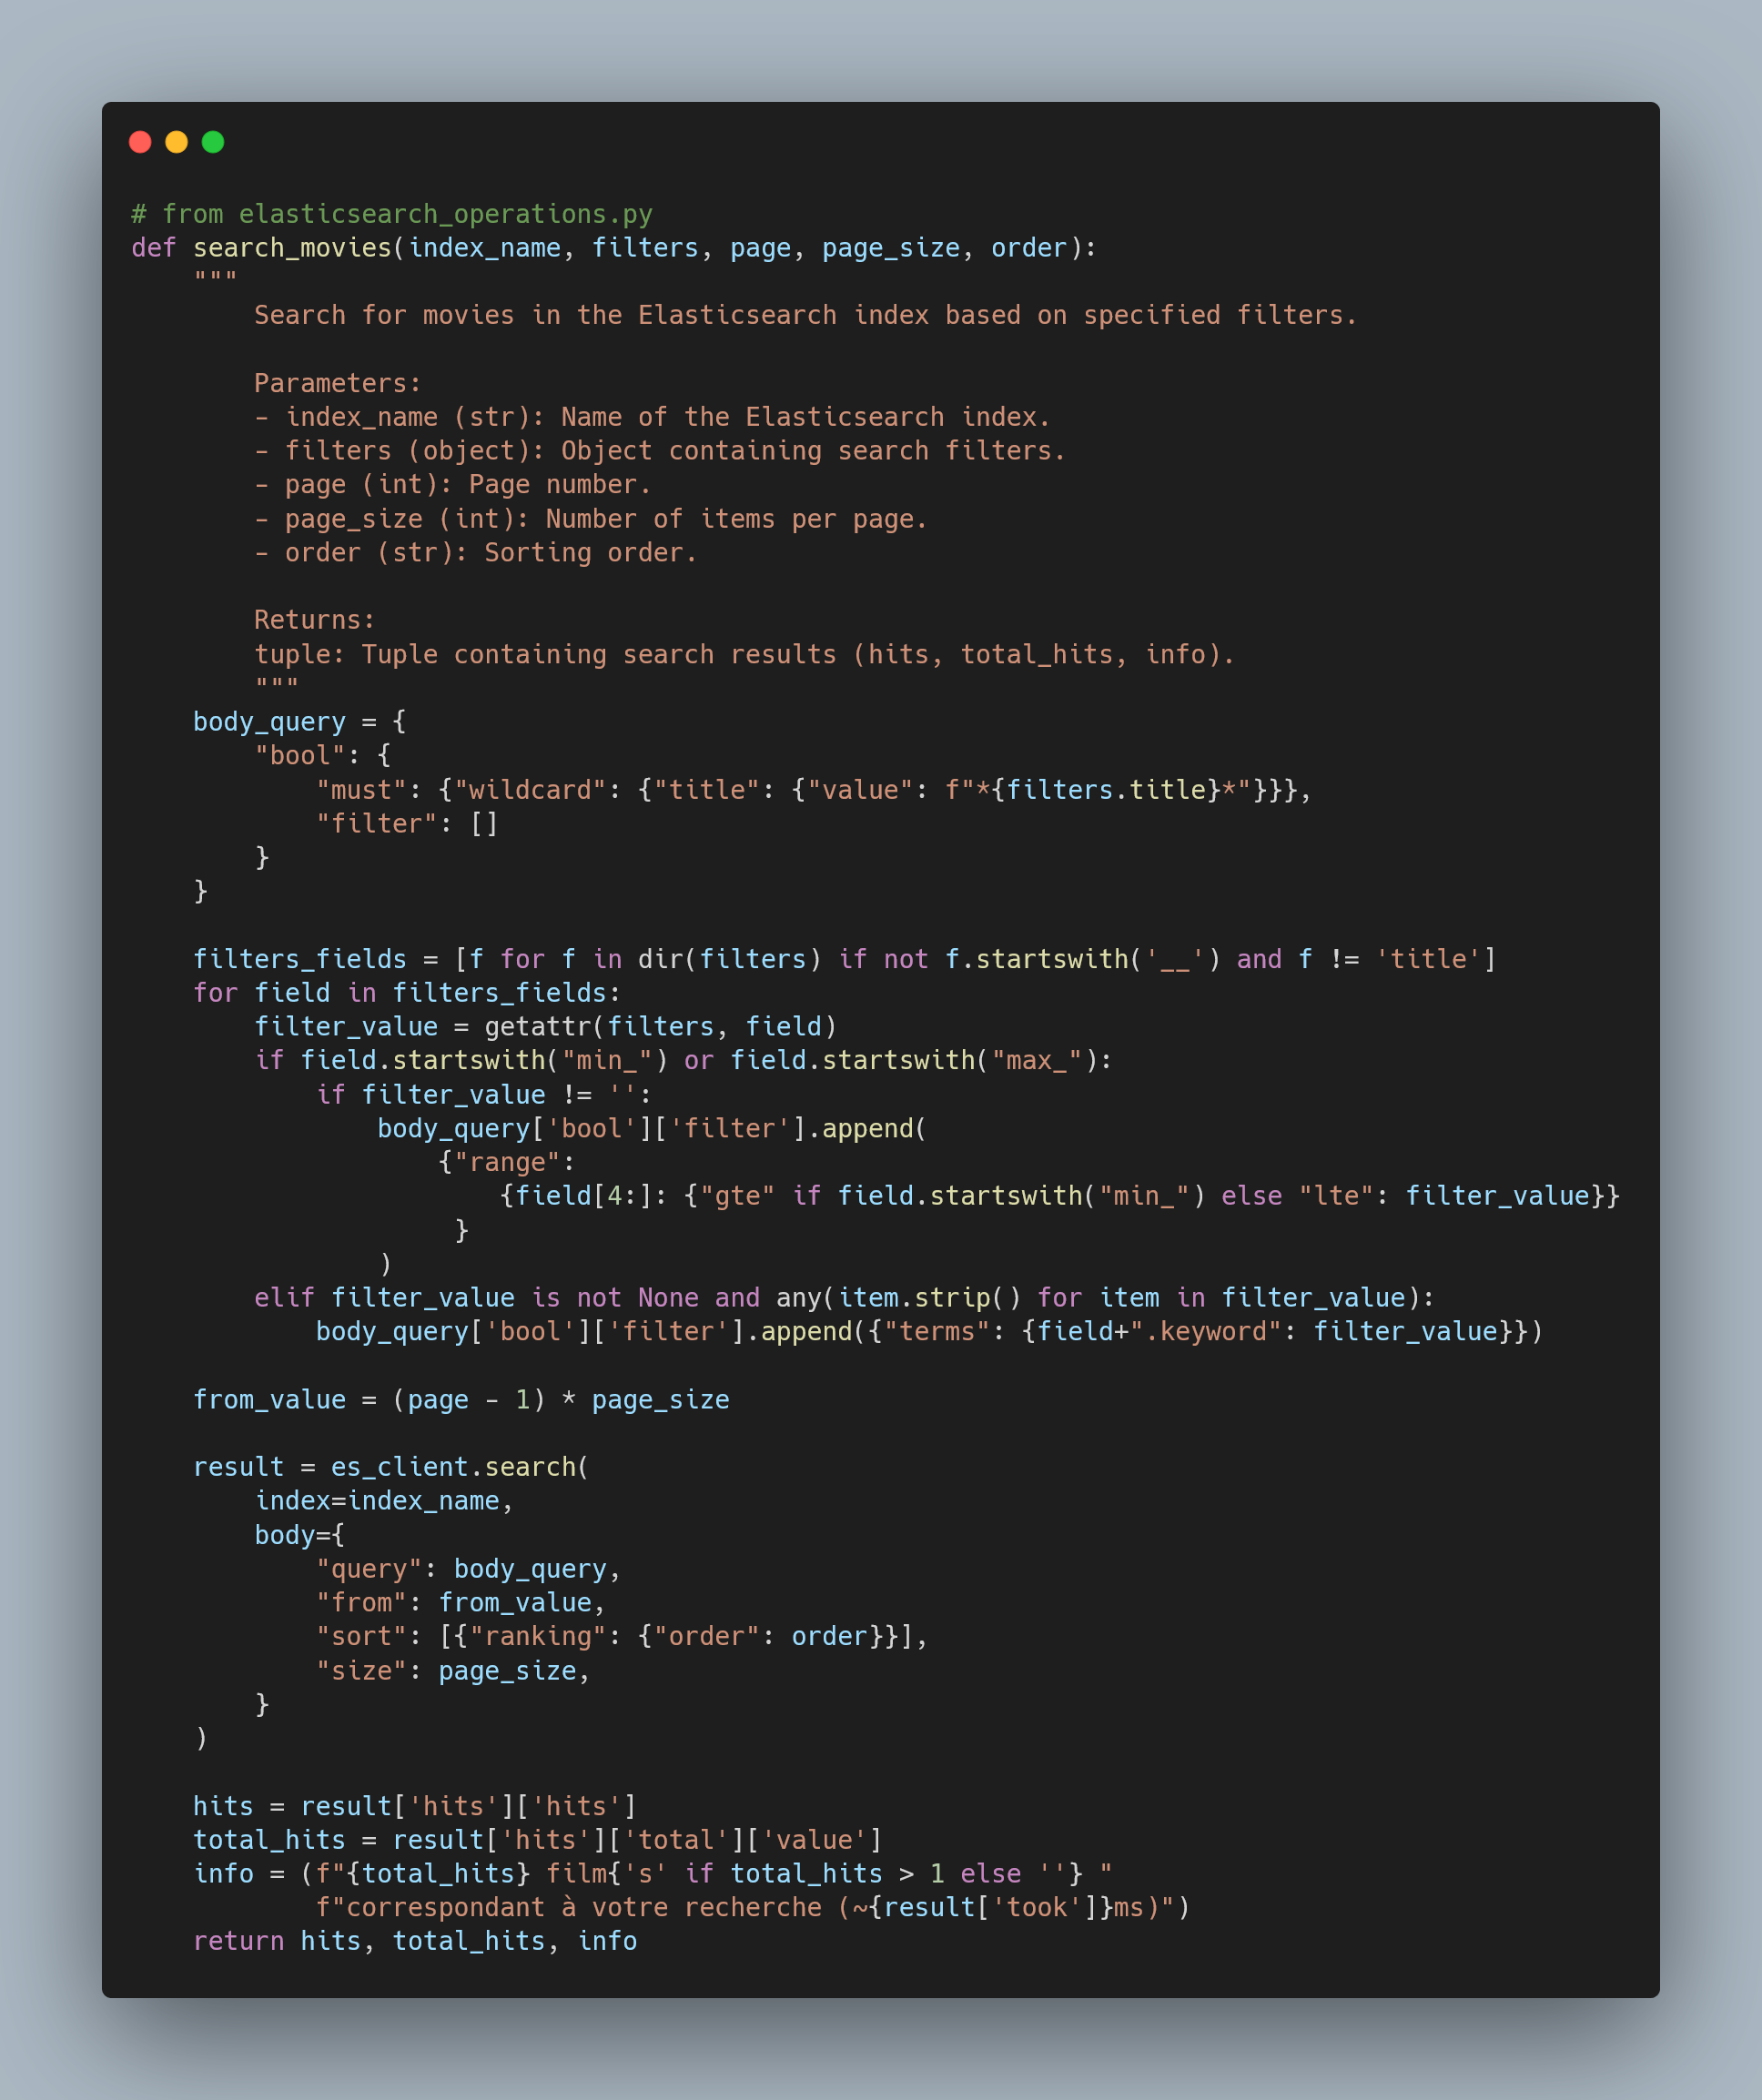 # from elasticsearch_operations.py
def search_movies(index_name, filters, page, page_size, order):
    """
        Search for movies in the Elasticsearch index based on specified filters.

        Parameters:
        - index_name (str): Name of the Elasticsearch index.
        - filters (object): Object containing search filters.
        - page (int): Page number.
        - page_size (int): Number of items per page.
        - order (str): Sorting order.

        Returns:
        tuple: Tuple containing search results (hits, total_hits, info).
        """
    body_query = {
        "bool": {
            "must": {"wildcard": {"title": {"value": f"*{filters.title}*"}}},
            "filter": []
        }
    }

    filters_fields = [f for f in dir(filters) if not f.startswith('__') and f != 'title']
    for field in filters_fields:
        filter_value = getattr(filters, field)
        if field.startswith("min_") or field.startswith("max_"):
            if filter_value != '':
                body_query['bool']['filter'].append(
                    {"range":
                        {field[4:]: {"gte" if field.startswith("min_") else "lte": filter_value}}
                     }
                )
        elif filter_value is not None and any(item.strip() for item in filter_value):
            body_query['bool']['filter'].append({"terms": {field+".keyword": filter_value}})

    from_value = (page - 1) * page_size

    result = es_client.search(
        index=index_name,
        body={
            "query": body_query,
            "from": from_value,
            "sort": [{"ranking": {"order": order}}],
            "size": page_size,
        }
    )

    hits = result['hits']['hits']
    total_hits = result['hits']['total']['value']
    info = (f"{total_hits} film{'s' if total_hits > 1 else ''} "
            f"correspondant à votre recherche (~{result['took']}ms)")
    return hits, total_hits, info